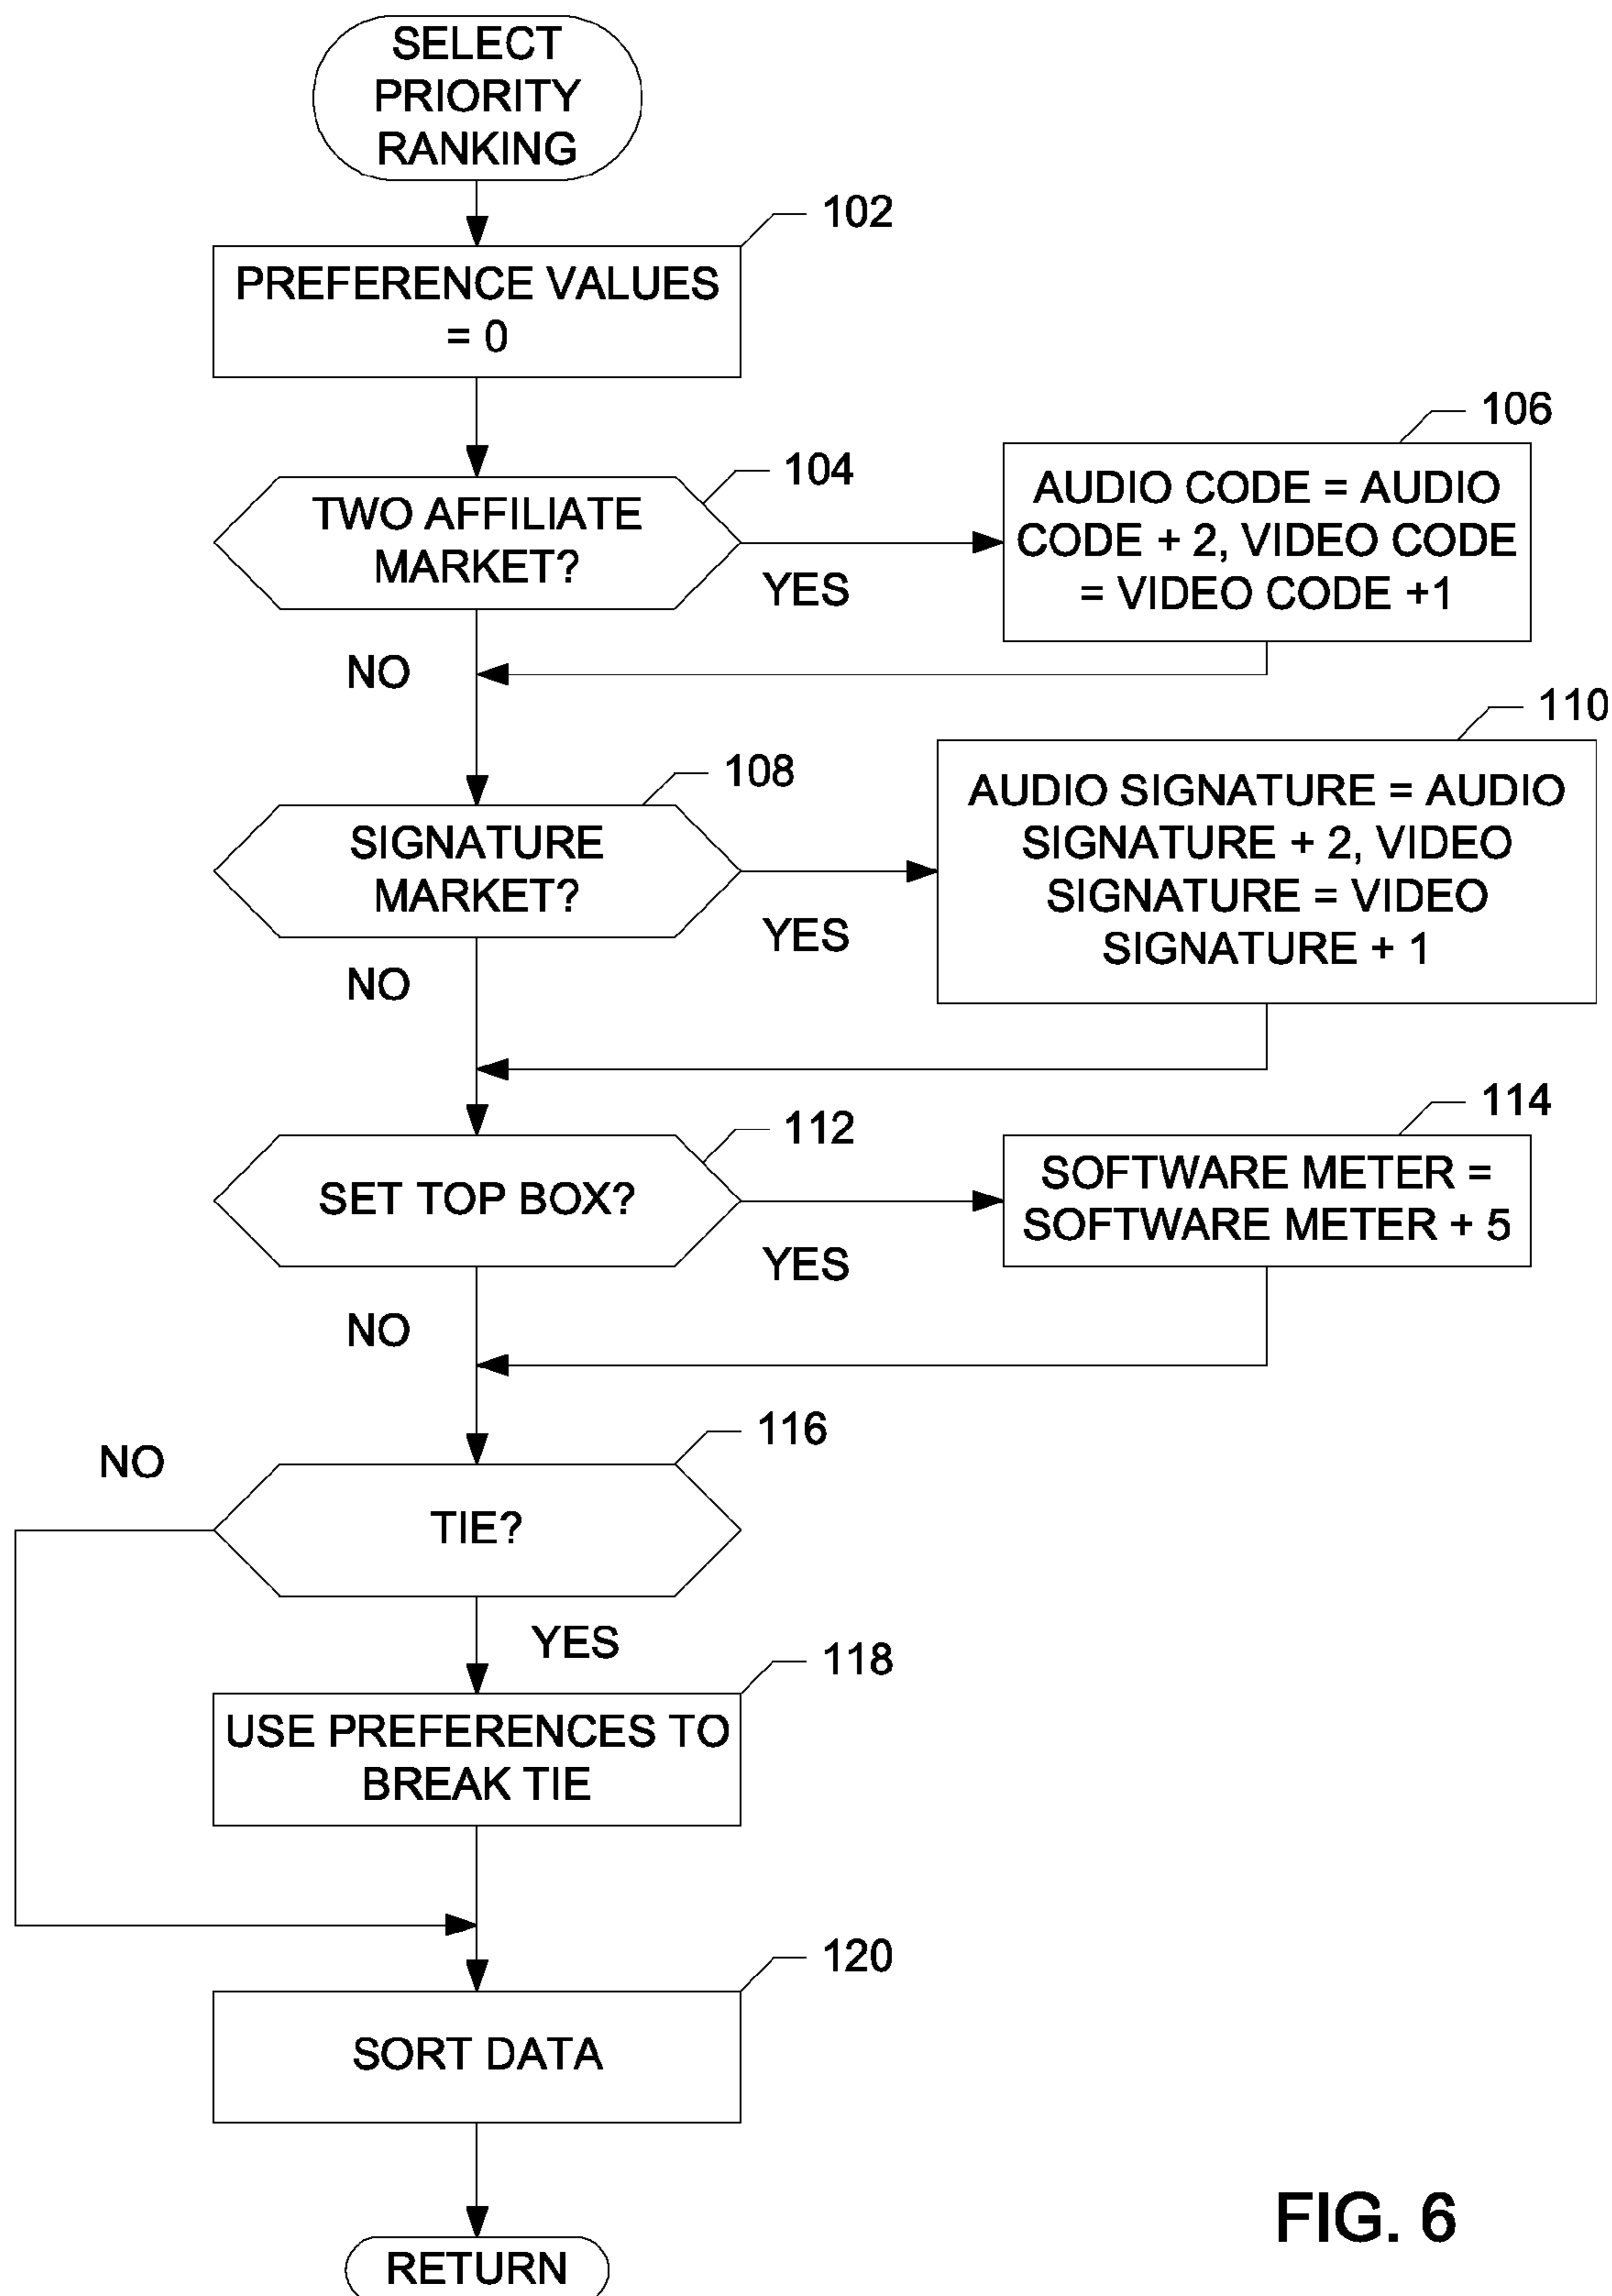 SELECT
PRIORITY
RANKING
102
PREFERENCE VALUES
= 0
106
104
TWO AFFILIATE
MARKET?
AUDIO CODE = AUDIO
CODE + 2, VIDEO CODE
= VIDEO CODE +1
YES
NO
110
108
SIGNATURE
MARKET?
AUDIO SIGNATURE = AUDIO
SIGNATURE + 2, VIDEO
SIGNATURE = VIDEO
SIGNATURE + 1
YES
NO
114
112
SET TOP BOX?
SOFTWARE METER =
SOFTWARE METER + 5
YES
NO
116
NO
TIE?
YES
118
USE PREFERENCES TO
BREAK TIE
120
SORT DATA
RETURN
FIG. 6